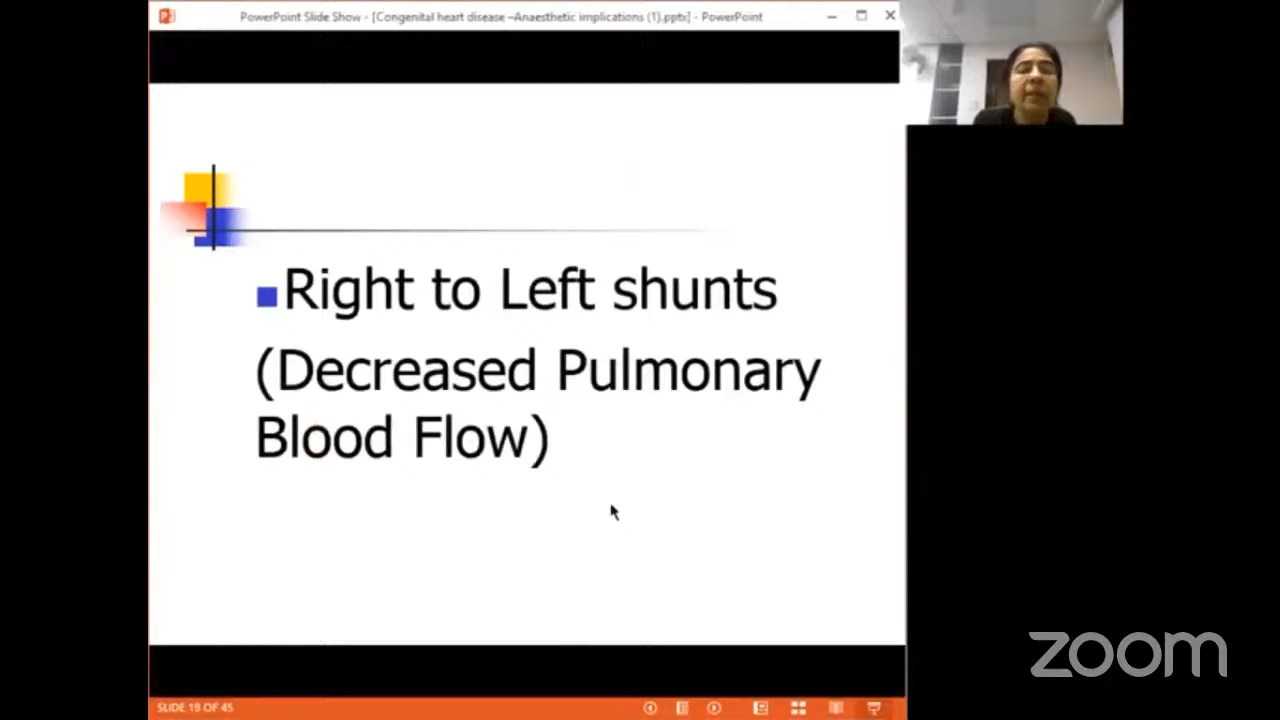 PowerPoint Slide Show - [Congenital heart disease –Anaesthetic implications (1).pptx] - PowerPoint
Right to Left shunts
(Decreased Pulmonary
Blood Flow)
zoom
SLIDE 19 OF 45